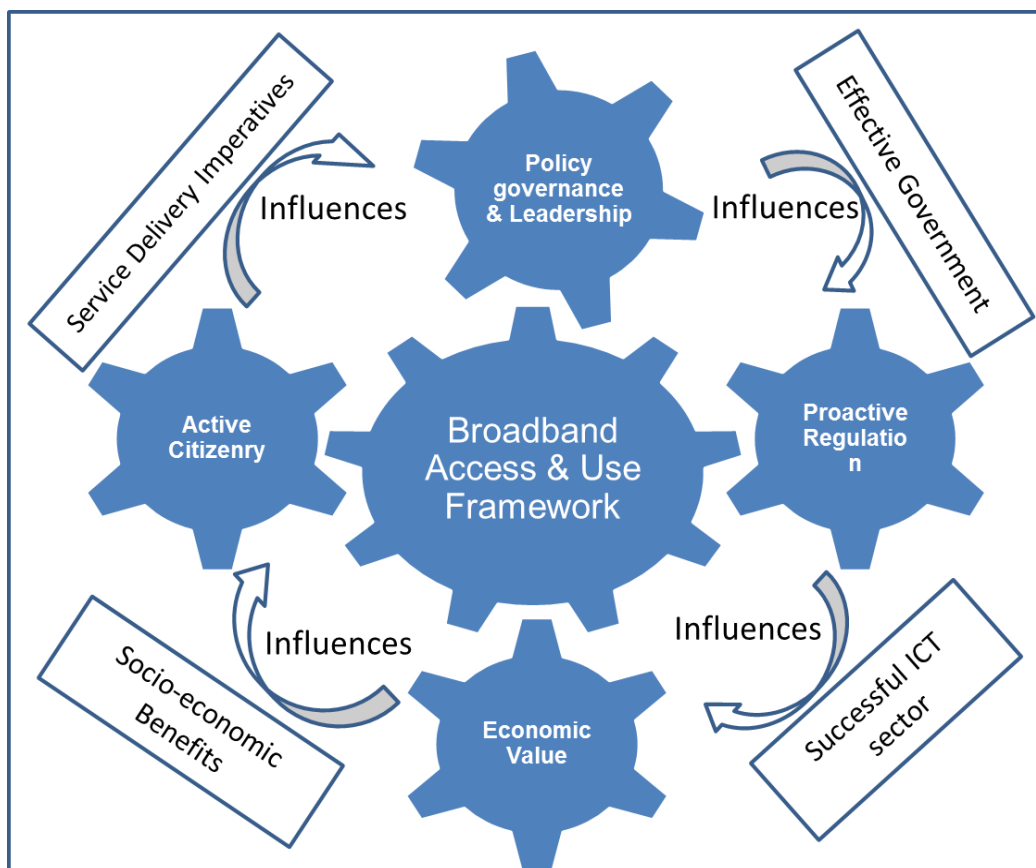 Service Delivery Imperatives
Influences
Policy
governance
& Leadership
Influences
Effective Government
Active
Citizenry
Broadband
Access & Use
Framework
Proactive
Regulatio
n
Socio-economic
Benefits
Influences
Economic
Value
Influences
Successful ICT
sector